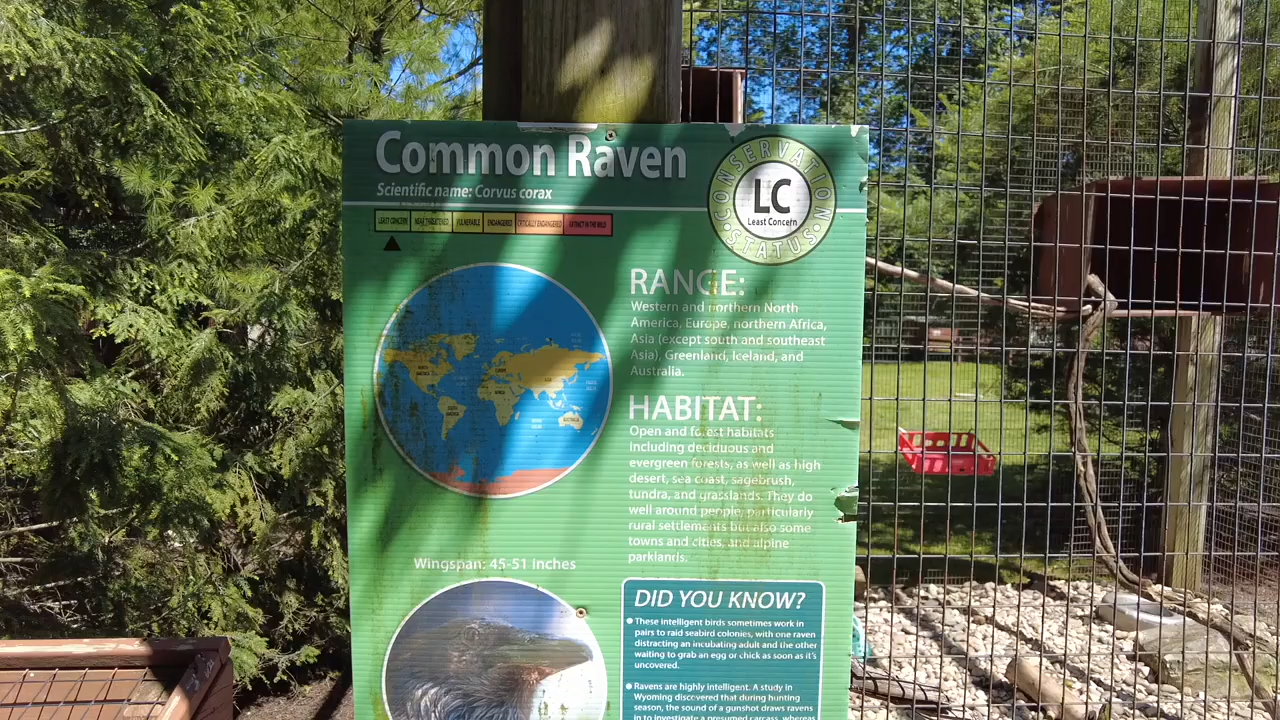 Common Raven
Scientific name: Corvus corax
CONSERVATION
LC
Least Concern
STATUS
LEAST CONCERN
NEAR THREATENED
VULNERABLE
ENDANGERED
CRITICALLY ENDANGERED
EXTINCT IN THE WILD
RANGE:
Western and northern North
America, Europe, northern Africa,
Asia (except south and southeast
Asia), Greenland, Iceland, and
Australia.
HABITAT:
Open and forest habitats
including deciduous and
evergreen forests, as well as high
desert, sea coast, sagebrush,
tundra, and grasslands. They do
well around people, particularly
rural settlements but also some
towns and cities, and alpine
parklands.
Wingspan: 45-51 Inches
DID YOU KNOW?
These intelligent birds sometimes work in
pairs to raid seabird colonies, with one raven
distracting an incubating adult and the other
waiting to grab an egg or chick as soon as it's
uncovered.
Ravens are highly intelligent. A study in
Wyoming discovered that during hunting
season, the sound of a gunshot draws ravens
in to investigate a presumed carcass, whereas